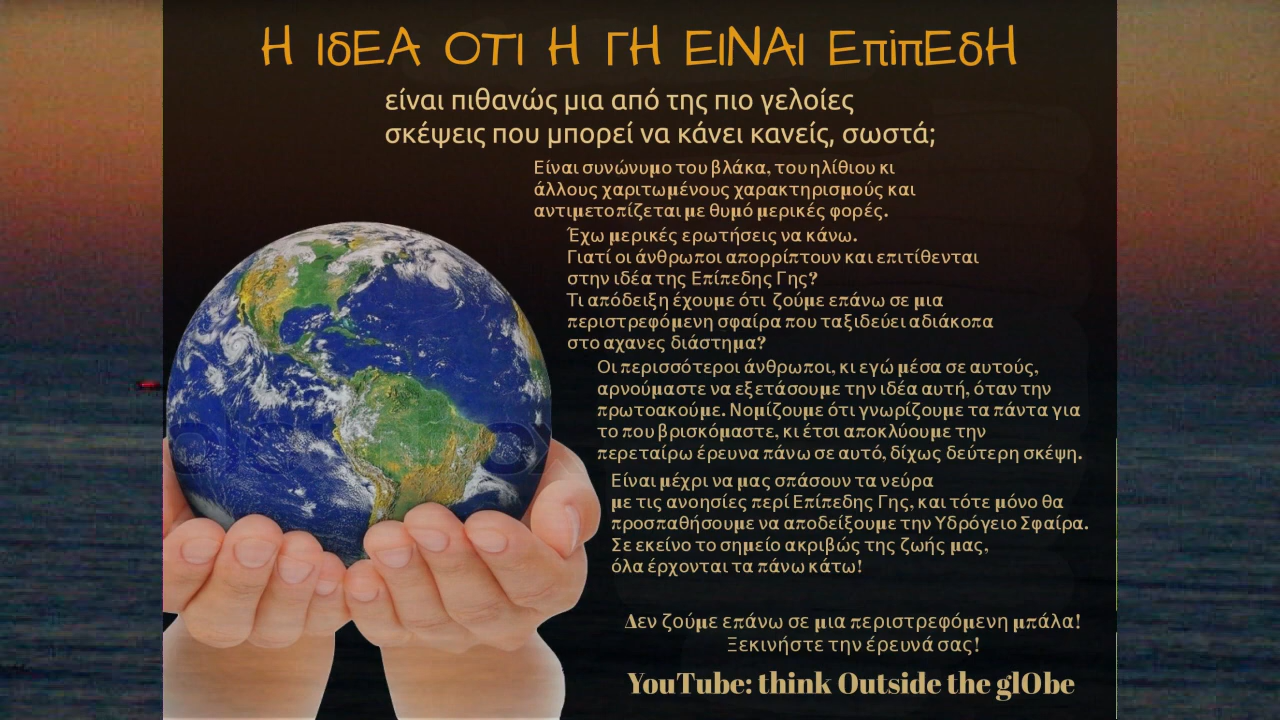 Η ΙδΕΑ ΟΤΙ Η ΓΗ ΕΙΝΑΙ ΕπίπΕδΗ
είναι πιθανώς μια από της πιο γελοίες
σκέψεις που μπορεί να κάνει κανείς, σωστά;
Είναι συνώνυμο του βλάκα, του ηλίθιου κι
άλλους χαριτωμένους χαρακτηρισμούς και
αντιμετοπίζεται με θυμό μερικές φορές.
Έχω μερικές ερωτήσεις να κάνω.
Γιατί οι άνθρωποι απορρίπτουν και επιτίθενται
στην ιδέα της Επίπεδης Γης?
Τι απόδειξη έχουμε ότι ζούμε επάνω σε μια
περιστρεφόμενη σφαίρα που ταξιδεύει αδιάκοπα
στο αχανες διάστημα?
Οι περισσότεροι άνθρωποι, κι εγώ μέσα σε αυτούς,
αρνούμαστε να εξετάσουμε την ιδέα αυτή, όταν την
πρωτοακούμε. Νομίζουμε ότι γνωρίζουμε τα πάντα για
το που βρισκόμαστε, κι έτσι αποκλύουμε την
περεταίρω έρευνα πάνω σε αυτό, δίχως δεύτερη σκέψη.
Είναι μέχρι να μας σπάσουν τα νεύρα
με τις ανοησίες περί Επίπεδης Γης, και τότε μόνο θα
προσπαθήσουμε να αποδείξουμε την Υδρόγειο Σφαίρα.
Σε εκείνο το σημείο ακριβώς της ζωής μας,
όλα έρχονται τα πάνω κάτω!
Δεν ζούμε επάνω σε μια περιστρεφόμενη μπάλα!
Ξεκινήστε την έρευνά σας!
YouTube: think Outside the glObe